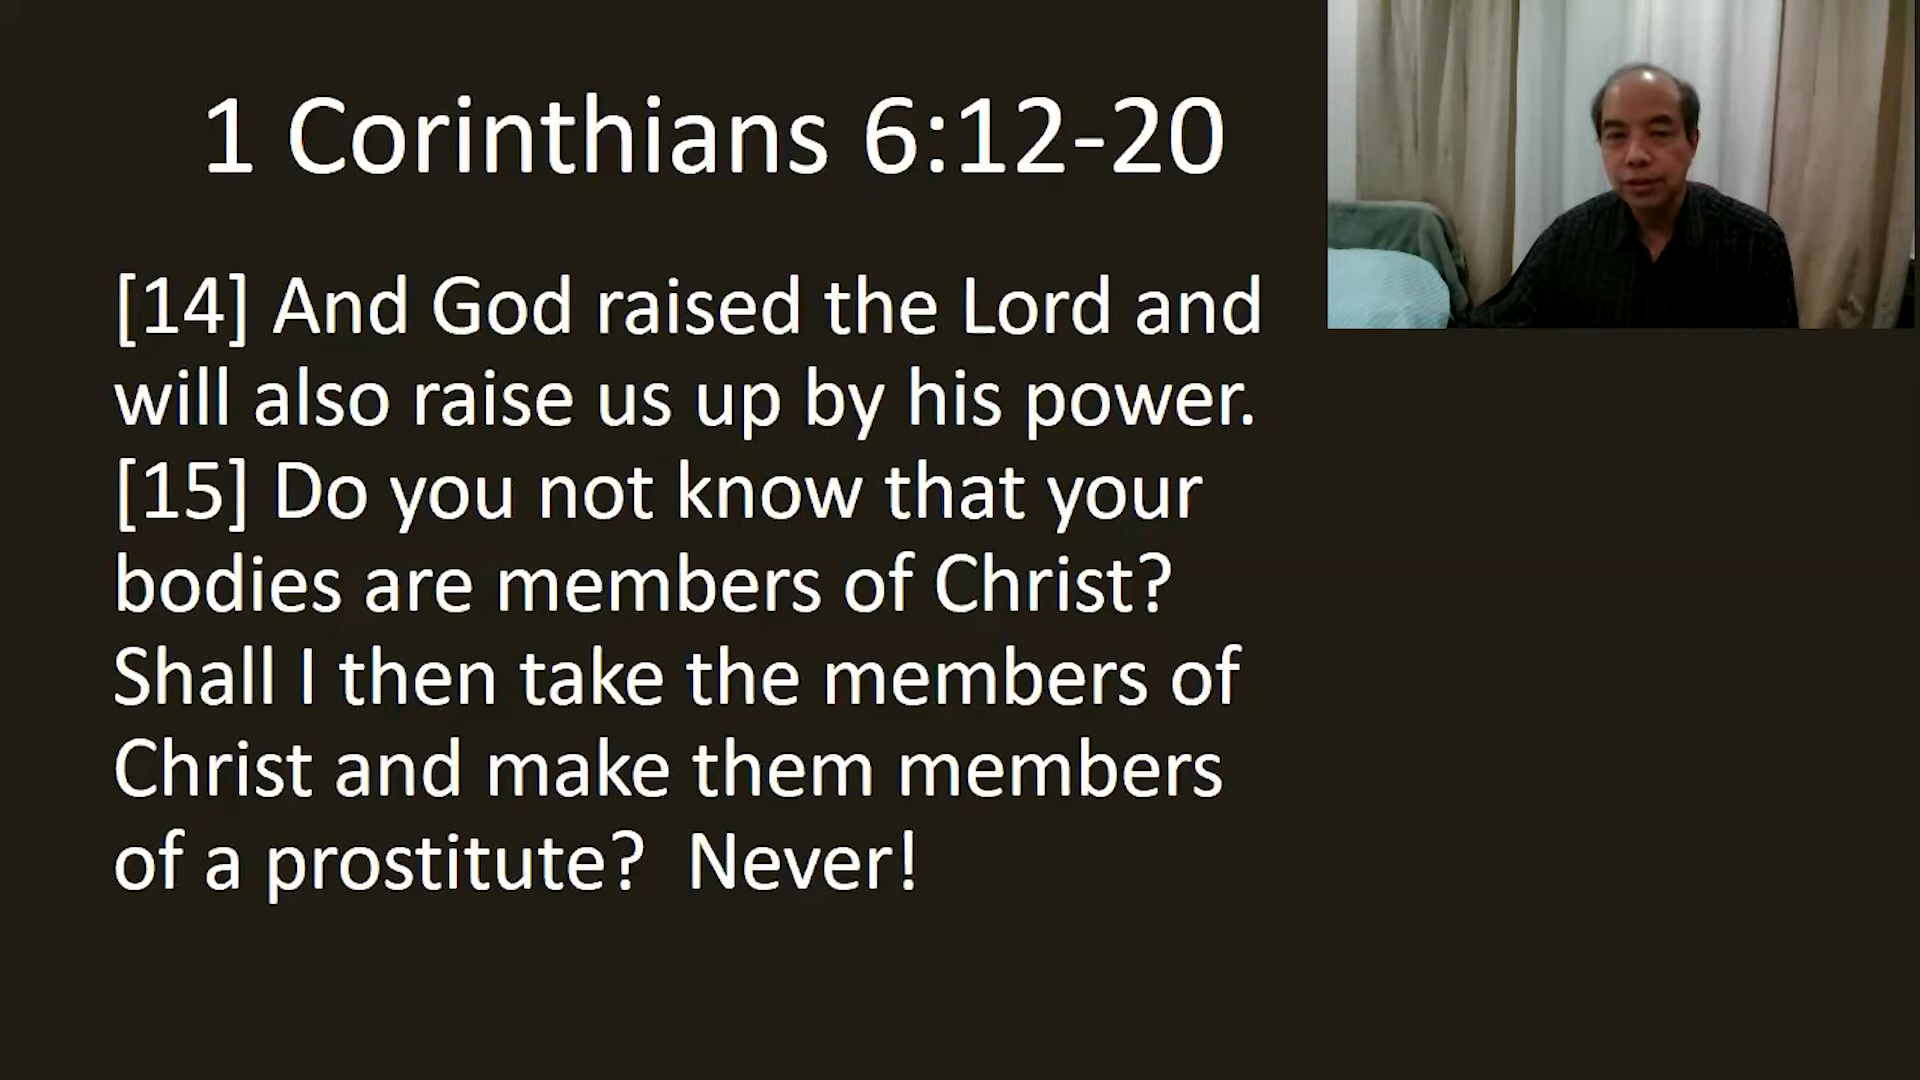 1 Corinthians 6:12-20
[14] And God raised the Lord and
will also raise us up by his power.
[15] Do you not know that your
bodies are members of Christ?
Shall I then take the members of
Christ and make them members
of a prostitute?  Never!